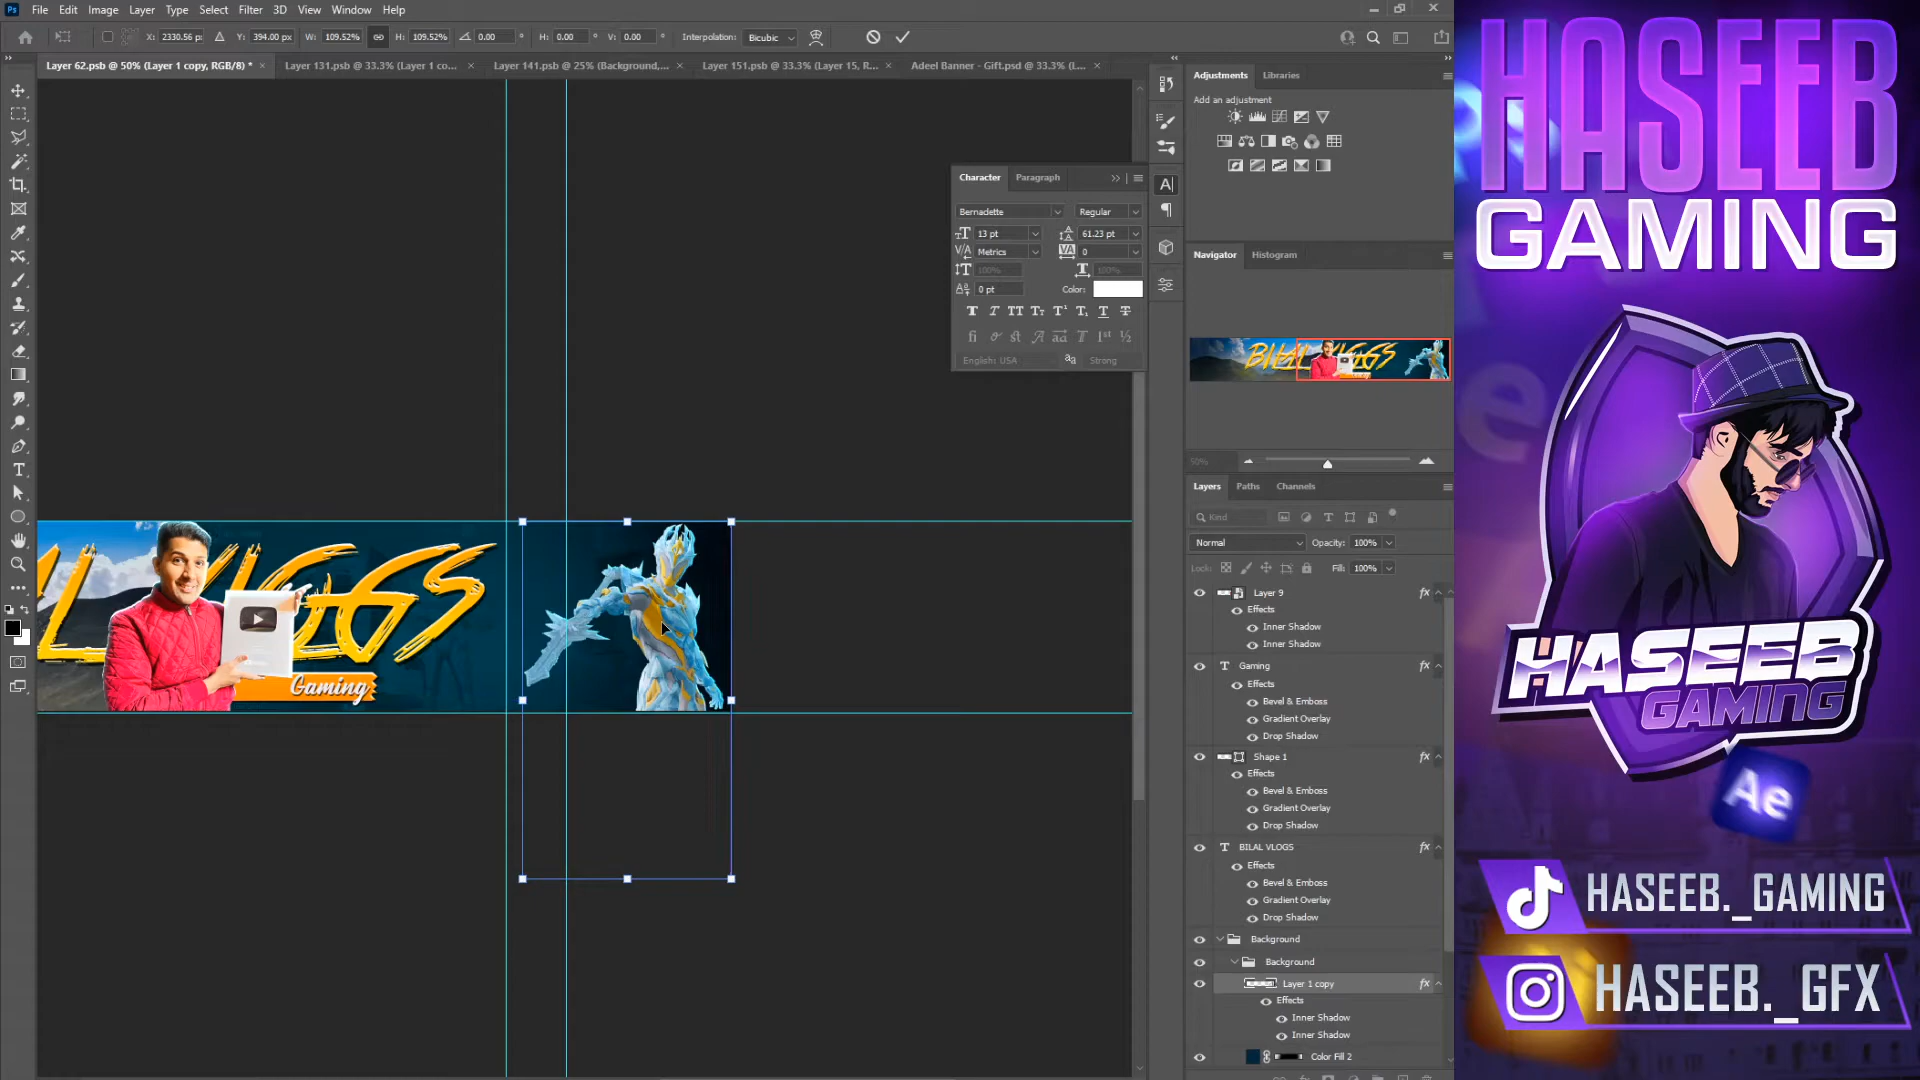 Ps File Edit Image Layer Type Select Filter 3D View Window Help
X: 2330.56 px Y: 394.00 px W: 109.52% H: 109.52% 0.00 ° H: 0.00 ° V: 0.00 ° Interpolation: Bicubic
Layer 62.psb @ 50% (Layer 1 copy, RGB/8) * × Layer 131.psb @ 33.3% (Layer 1 co... × Layer 141.psb @ 25% (Background,... × Layer 151.psb @ 33.3% (Layer 15, R... × Adeel Banner - Gift.psd @ 33.3% (L... ×
Adjustments Libraries
Add an adjustment
Character Paragraph
Bernadette Regular
13 pt 61.23 pt
Metrics 0
100% 100%
0 pt Color:
English: USA aa Strong
Navigator Histogram
BILAL VLOGS
50%
VLOGS
Gaming
Layers Paths Channels
Kind
Normal Opacity: 100%
Lock: Fill: 100%
Layer 9 fx
Effects
Inner Shadow
Inner Shadow
Gaming fx
Effects
Bevel & Emboss
Gradient Overlay
Drop Shadow
Shape 1 fx
Effects
Bevel & Emboss
Gradient Overlay
Drop Shadow
BILAL VLOGS fx
Effects
Bevel & Emboss
Gradient Overlay
Drop Shadow
Background
Background
Layer 1 copy fx
Effects
Inner Shadow
Inner Shadow
Color Fill 2
HASEEB
GAMING
HASEEB
GAMING
Ae
HASEEB._GAMING
HASEEB._GFX